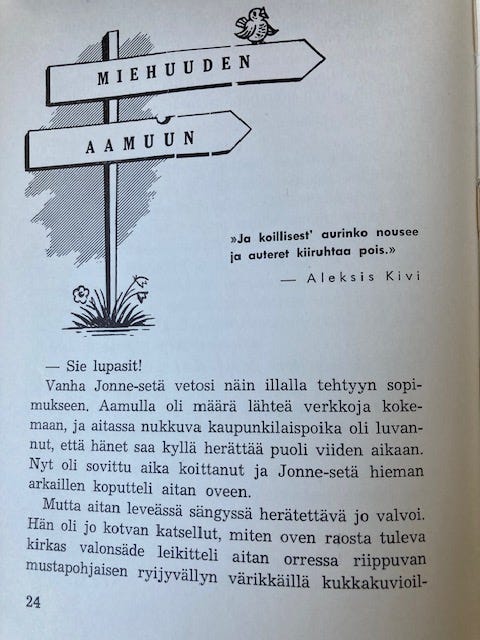 MIEHUUDEN
AAMUUN
»Ja koillisest' aurinko nousee
ja auteret kiiruhtaa pois.»
— Aleksis Kivi
— Sie lupasit!
Vanha Jonne-setä vetosi näin illalla tehtyyn sopi-
mukseen. Aamulla oli määrä lähteä verkkoja koke-
maan, ja aitassa nukkuva kaupunkilaispoika oli luvan-
nut, että hänet saa kyllä herättää puoli viiden aikaan.
Nyt oli sovittu aika koittanut ja Jonne-setä hieman
arkaillen koputteli aitan oveen.
Mutta aitan leveässä sängyssä herätettävä jo valvoi.
Hän oli jo kotvan katsellut, miten oven raosta tuleva
kirkas valonsäde leikitteli aitan orressa riippuvan
mustapohjaisen ryijyvällyn värikkäillä kukkakuvioil-
24